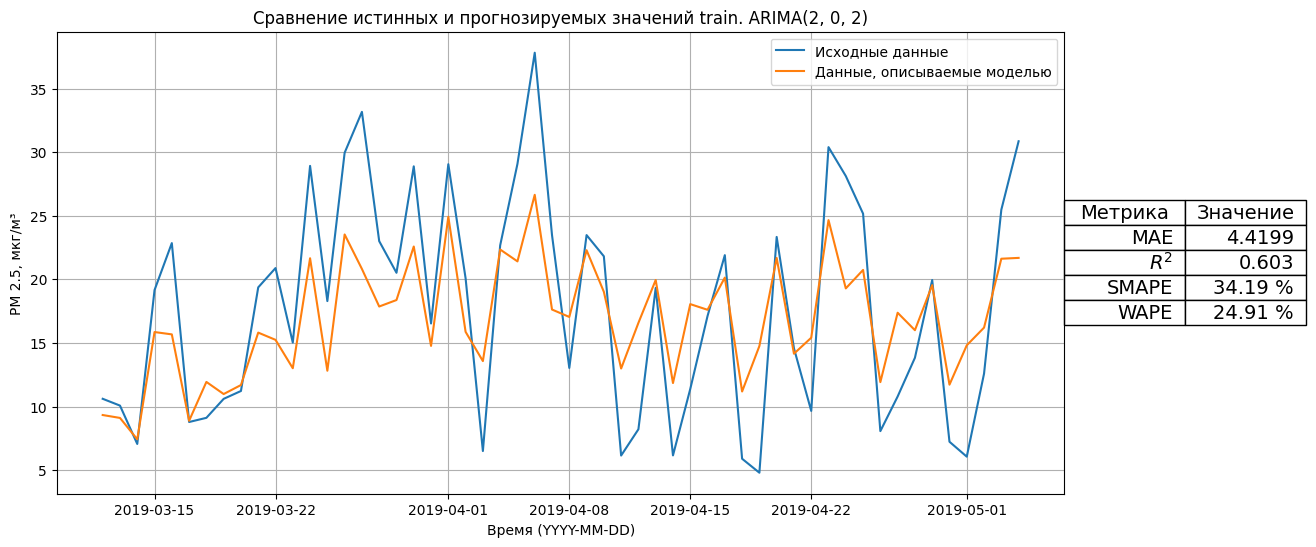 Сравнение истинных и прогнозируемых значений train. ARIMA(2, 0, 2)
Исходные данные
Данные, описываемые моделью
PM 2.5, мкг/м³
35
30
25
20
15
10
5
2019-03-15 2019-03-22 2019-04-01 2019-04-08 2019-04-15 2019-04-22 2019-05-01
Время (YYYY-MM-DD)
Метрика Значение
MAE 4.4199
R² 0.603
SMAPE 34.19 %
WAPE 24.91 %